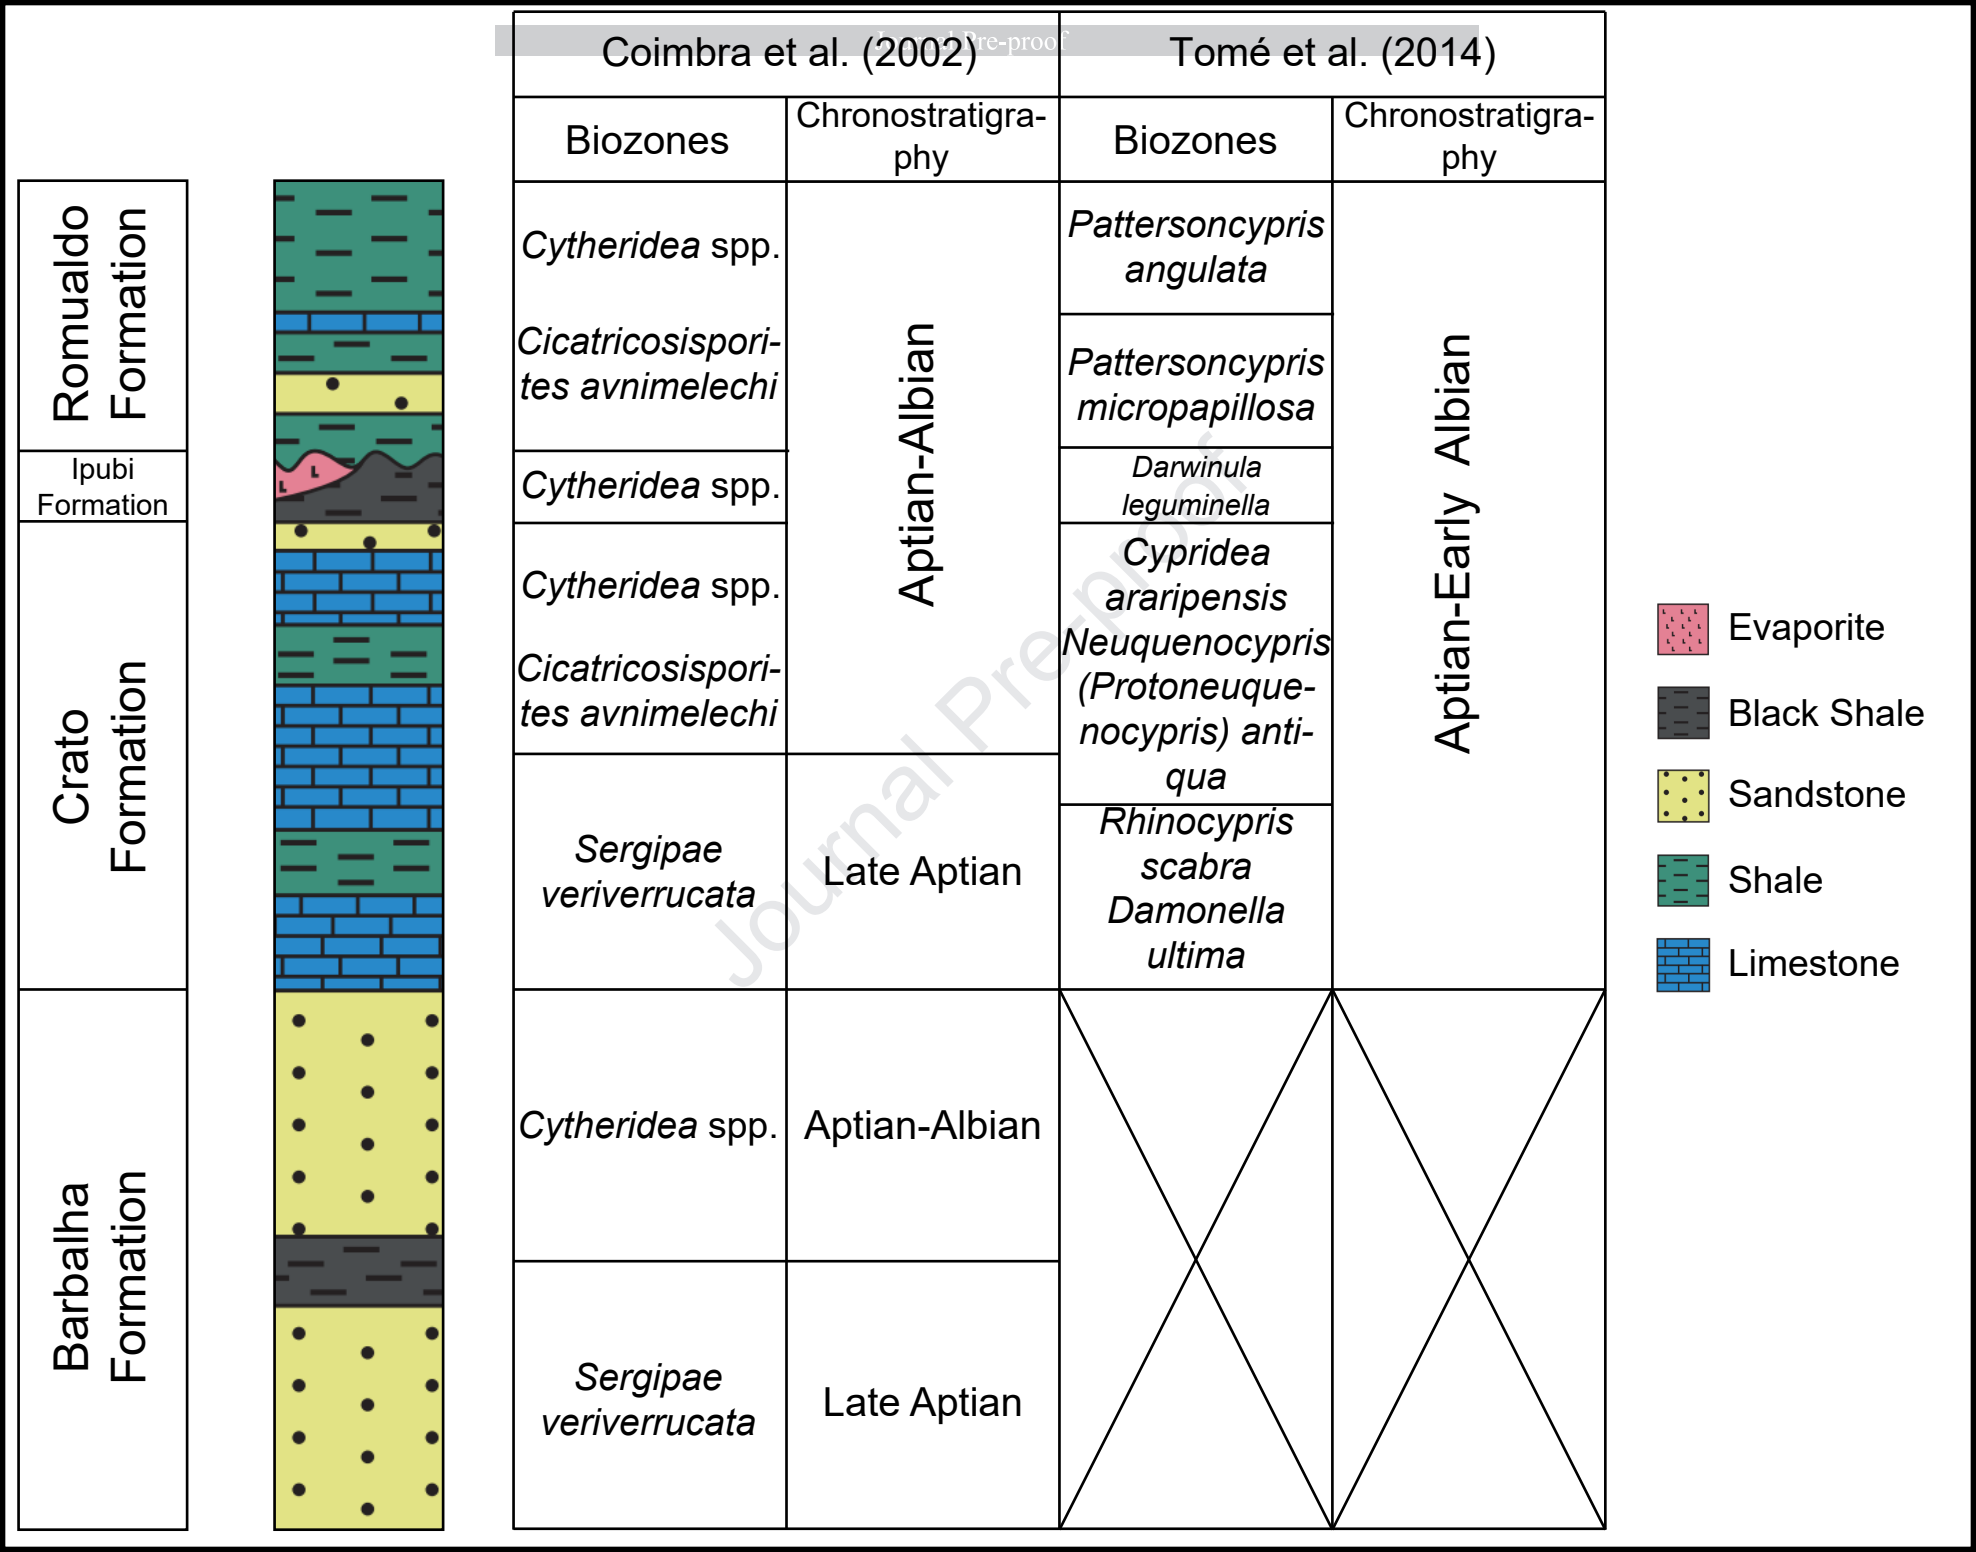 Journal Pre-proof
Coimbra et al. (2002)
Tomé et al. (2014)
Biozones
Chronostratigra-
phy
Biozones
Chronostratigra-
phy
Romualdo
Formation
Ipubi
Formation
Crato
Formation
Barbalha
Formation
Cytheridea spp.
Cicatricosispori-
tes avnimelechi
Cytheridea spp.
Cytheridea spp.
Cicatricosispori-
tes avnimelechi
Sergipae
veriverrucata
Cytheridea spp.
Sergipae
veriverrucata
Aptian-Albian
Late Aptian
Aptian-Albian
Late Aptian
Pattersoncypris
angulata
Pattersoncypris
micropapillosa
Darwinula
leguminella
Cypridea
araripensis
Neuquenocypris
(Protoneuque-
nocypris) anti-
qua
Rhinocypris
scabra
Damonella
ultima
Aptian-Early Albian
Journal Pre-proof
Evaporite
Black Shale
Sandstone
Shale
Limestone